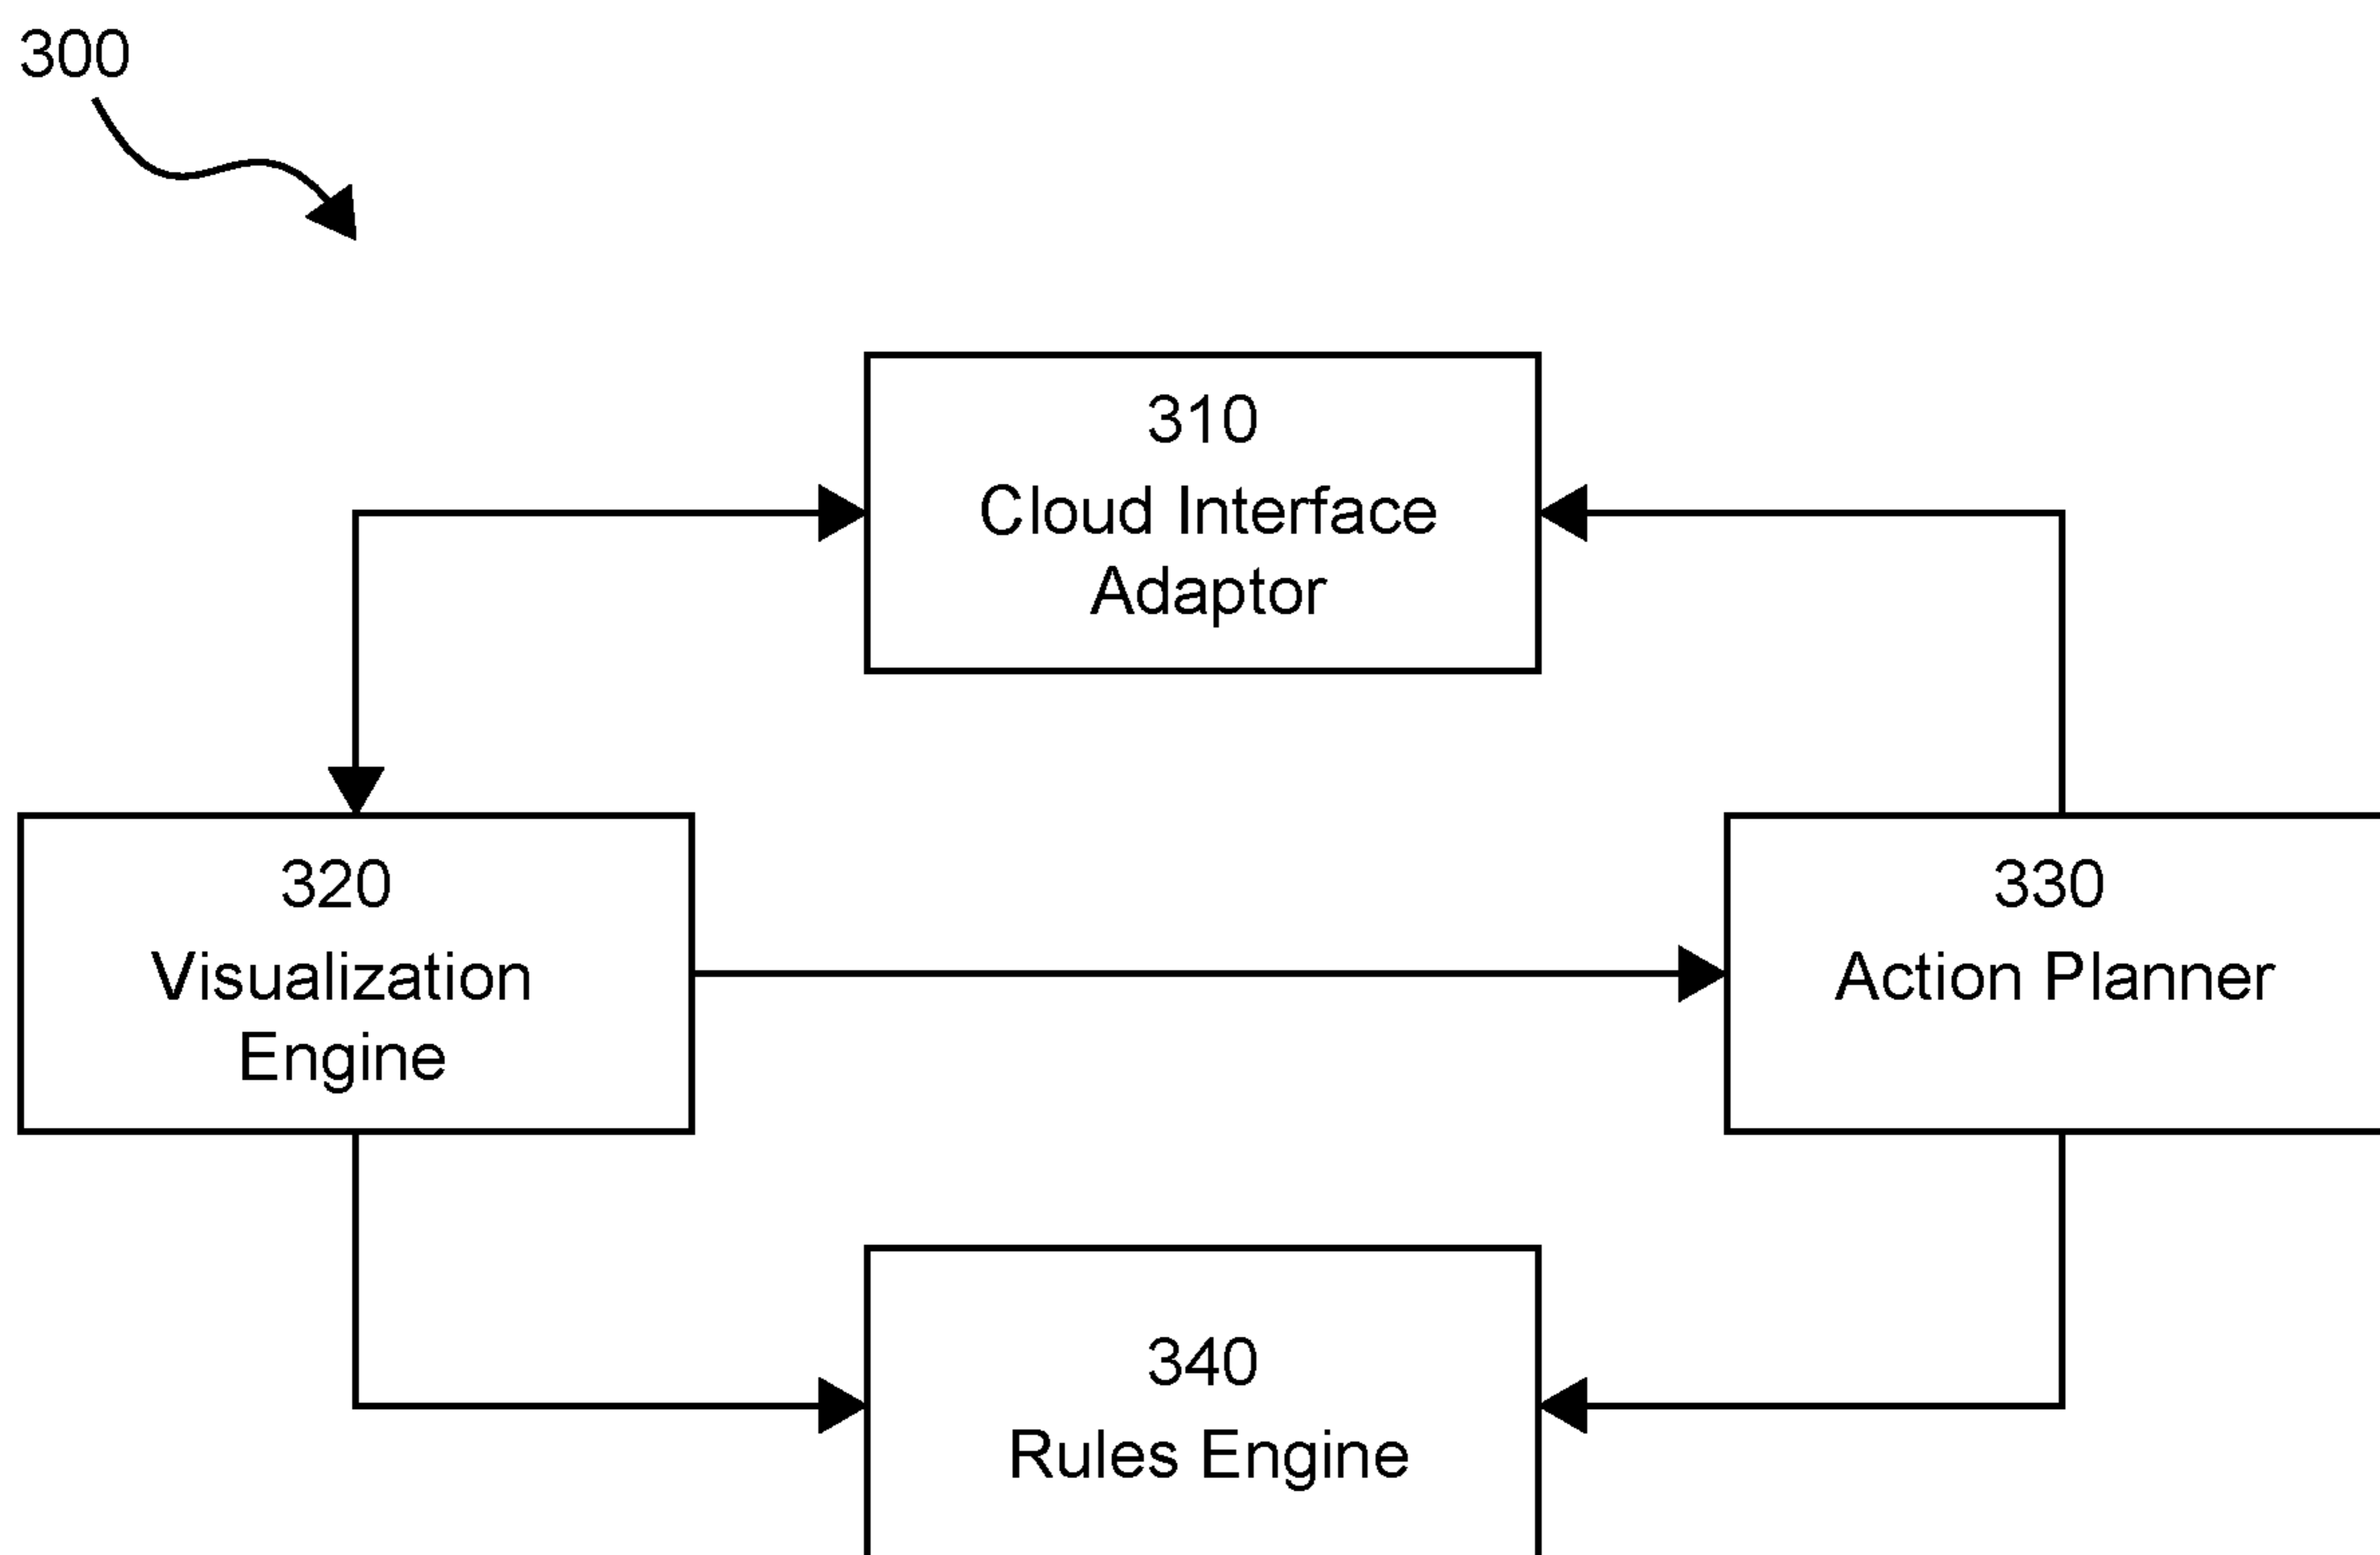 300
310
Cloud Interface
Adaptor
320
Visualization
Engine
330
Action Planner
340
Rules Engine